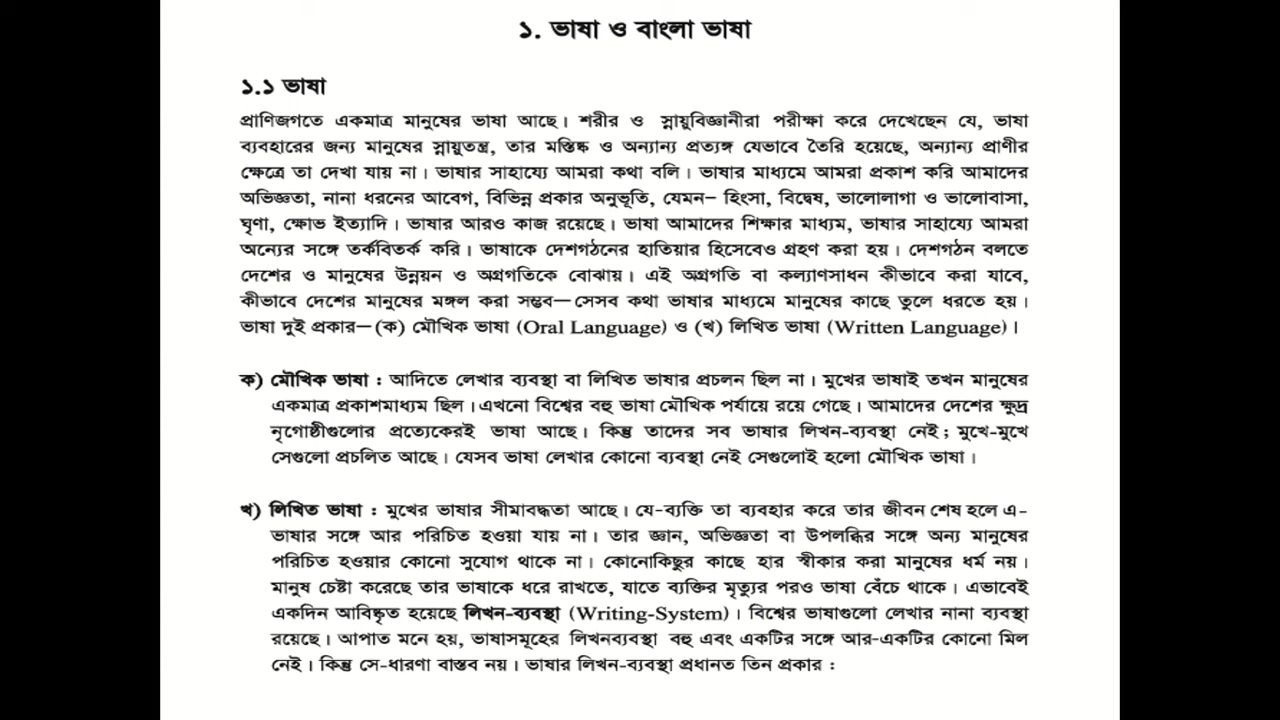 ১. ভাষা ও বাংলা ভাষা
১.১ ভাষা
প্রাণিজগতে একমাত্র মানুষের ভাষা আছে। শরীর ও স্নায়ুবিজ্ঞানীরা পরীক্ষা করে দেখেছেন যে, ভাষা
ব্যবহারের জন্য মানুষের স্নায়ুতন্ত্র, তার মস্তিষ্ক ও অন্যান্য প্রত্যঙ্গ যেভাবে তৈরি হয়েছে, অন্যান্য প্রাণীর
ক্ষেত্রে তা দেখা যায় না। ভাষার সাহায্যে আমরা কথা বলি। ভাষার মাধ্যমে আমরা প্রকাশ করি আমাদের
অভিজ্ঞতা, নানা ধরনের আবেগ, বিভিন্ন প্রকার অনুভূতি, যেমন– হিংসা, বিদ্বেষ, ভালোলাগা ও ভালোবাসা,
ঘৃণা, ক্ষোভ ইত্যাদি। ভাষার আরও কাজ রয়েছে। ভাষা আমাদের শিক্ষার মাধ্যম, ভাষার সাহায্যে আমরা
অন্যের সঙ্গে তর্কবিতর্ক করি। ভাষাকে দেশগঠনের হাতিয়ার হিসেবেও গ্রহণ করা হয়। দেশগঠন বলতে
দেশের ও মানুষের উন্নয়ন ও অগ্রগতিকে বোঝায়। এই অগ্রগতি বা কল্যাণসাধন কীভাবে করা যাবে,
কীভাবে দেশের মানুষের মঙ্গল করা সম্ভব—সেসব কথা ভাষার মাধ্যমে মানুষের কাছে তুলে ধরতে হয়।
ভাষা দুই প্রকার—(ক) মৌখিক ভাষা (Oral Language) ও (খ) লিখিত ভাষা (Written Language)।
ক) মৌখিক ভাষা : আদিতে লেখার ব্যবস্থা বা লিখিত ভাষার প্রচলন ছিল না। মুখের ভাষাই তখন মানুষের
একমাত্র প্রকাশমাধ্যম ছিল। এখনো বিশ্বের বহু ভাষা মৌখিক পর্যায়ে রয়ে গেছে। আমাদের দেশের ক্ষুদ্র
নৃগোষ্ঠীগুলোর প্রত্যেকেরই ভাষা আছে। কিন্তু তাদের সব ভাষার লিখন-ব্যবস্থা নেই; মুখে-মুখে
সেগুলো প্রচলিত আছে। যেসব ভাষা লেখার কোনো ব্যবস্থা নেই সেগুলোই হলো মৌখিক ভাষা।
খ) লিখিত ভাষা : মুখের ভাষার সীমাবদ্ধতা আছে। যে-ব্যক্তি তা ব্যবহার করে তার জীবন শেষ হলে এ-
ভাষার সঙ্গে আর পরিচিত হওয়া যায় না। তার জ্ঞান, অভিজ্ঞতা বা উপলব্ধির সঙ্গে অন্য মানুষের
পরিচিত হওয়ার কোনো সুযোগ থাকে না। কোনোকিছুর কাছে হার স্বীকার করা মানুষের ধর্ম নয়।
মানুষ চেষ্টা করেছে তার ভাষাকে ধরে রাখতে, যাতে ব্যক্তির মৃত্যুর পরও ভাষা বেঁচে থাকে। এভাবেই
একদিন আবিষ্কৃত হয়েছে লিখন-ব্যবস্থা (Writing-System)। বিশ্বের ভাষাগুলো লেখার নানা ব্যবস্থা
রয়েছে। আপাত মনে হয়, ভাষাসমূহের লিখনব্যবস্থা বহু এবং একটির সঙ্গে আর-একটির কোনো মিল
নেই। কিন্তু সে-ধারণা বাস্তব নয়। ভাষার লিখন-ব্যবস্থা প্রধানত তিন প্রকার :